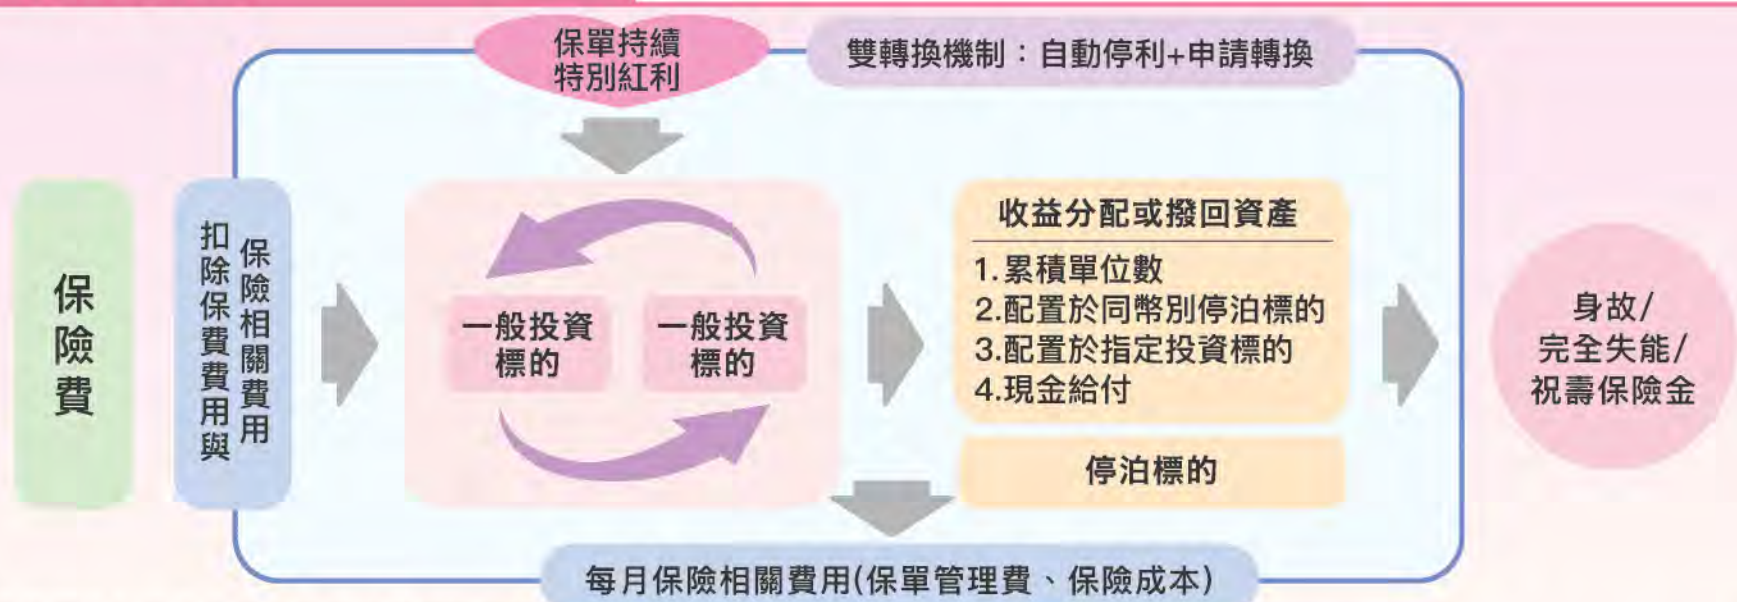 保單持續
特別紅利
雙轉換機制：自動停利+申請轉換
保險費
扣除保費費用與
保險相關費用
一般投資
標的
一般投資
標的
收益分配或撥回資產
1.累積單位數
2.配置於同幣別停泊標的
3.配置於指定投資標的
4.現金給付
停泊標的
身故/
完全失能/
祝壽保險金
每月保險相關費用(保單管理費、保險成本)